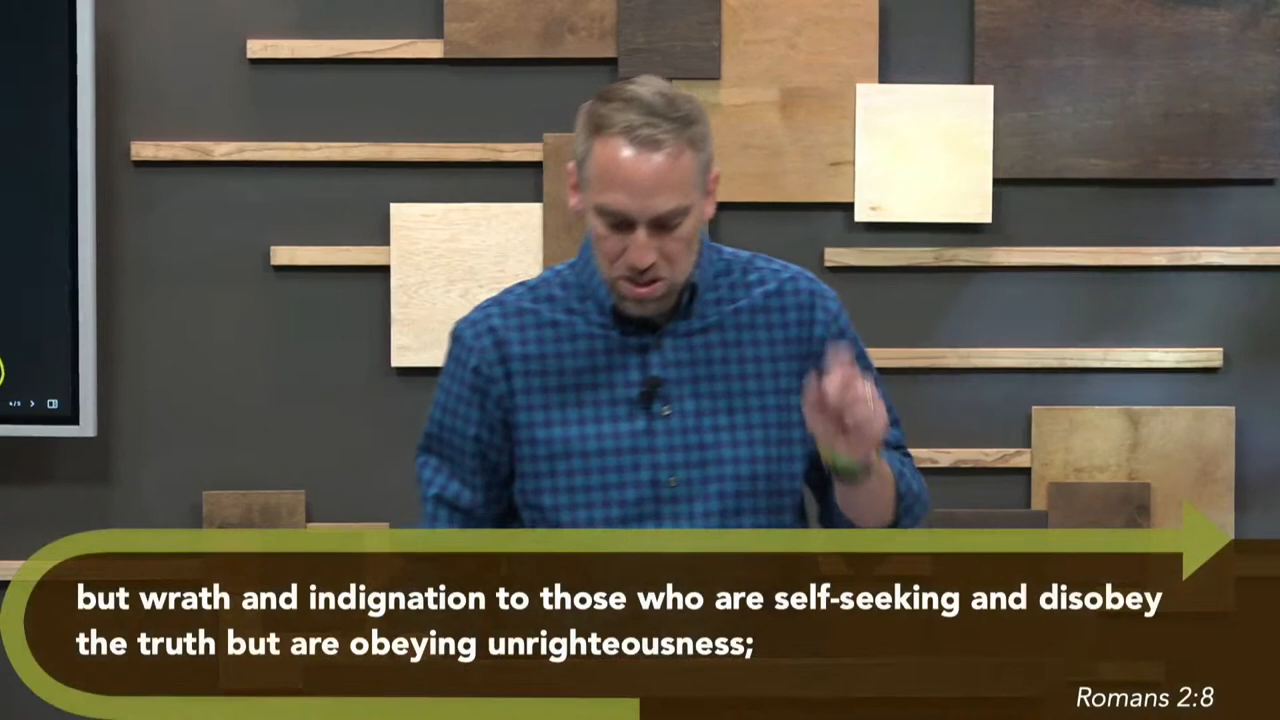 but wrath and indignation to those who are self-seeking and disobey
the truth but are obeying unrighteousness;
Romans 2:8